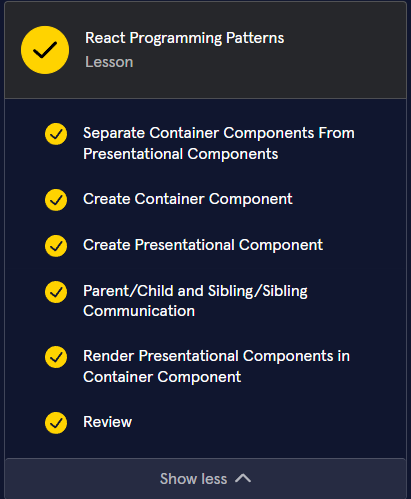 React Programming Patterns
Lesson
Separate Container Components From
Presentational Components
Create Container Component
Create Presentational Component
Parent/Child and Sibling/Sibling
Communication
Render Presentational Components in
Container Component
Review
Show less